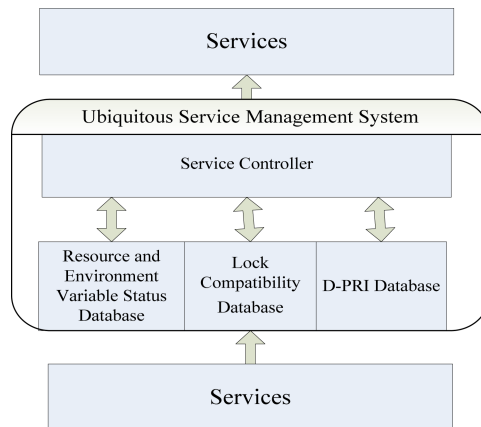 Services
Ubiquitous Service Management System
Service Controller
Resource and
Environment
Variable Status
Database
Lock
Compatibility
Database
D-PRI Database
Services